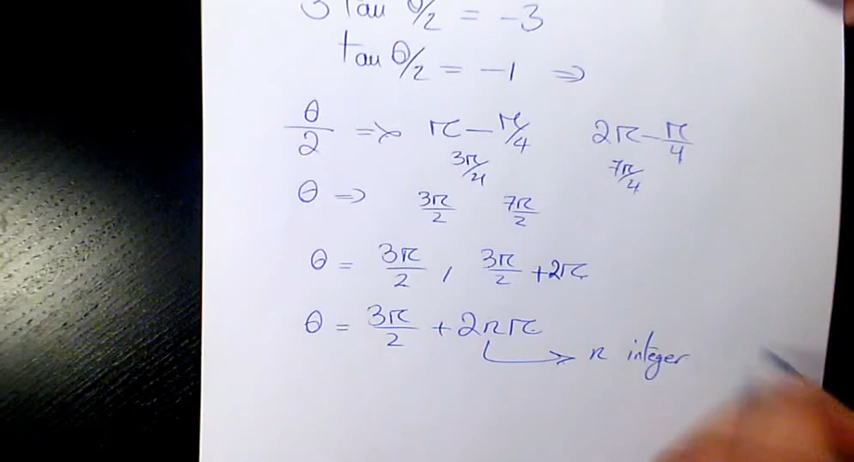 3 tan θ/2 = -3
tan θ/2 = -1 ⇒
θ/2 ⇒ π - π/4 2π - π/4
3π/4 7π/4
θ ⇒ 3π/2 7π/2
θ = 3π/2 , 3π/2 + 2π
θ = 3π/2 + 2nπ
n integer